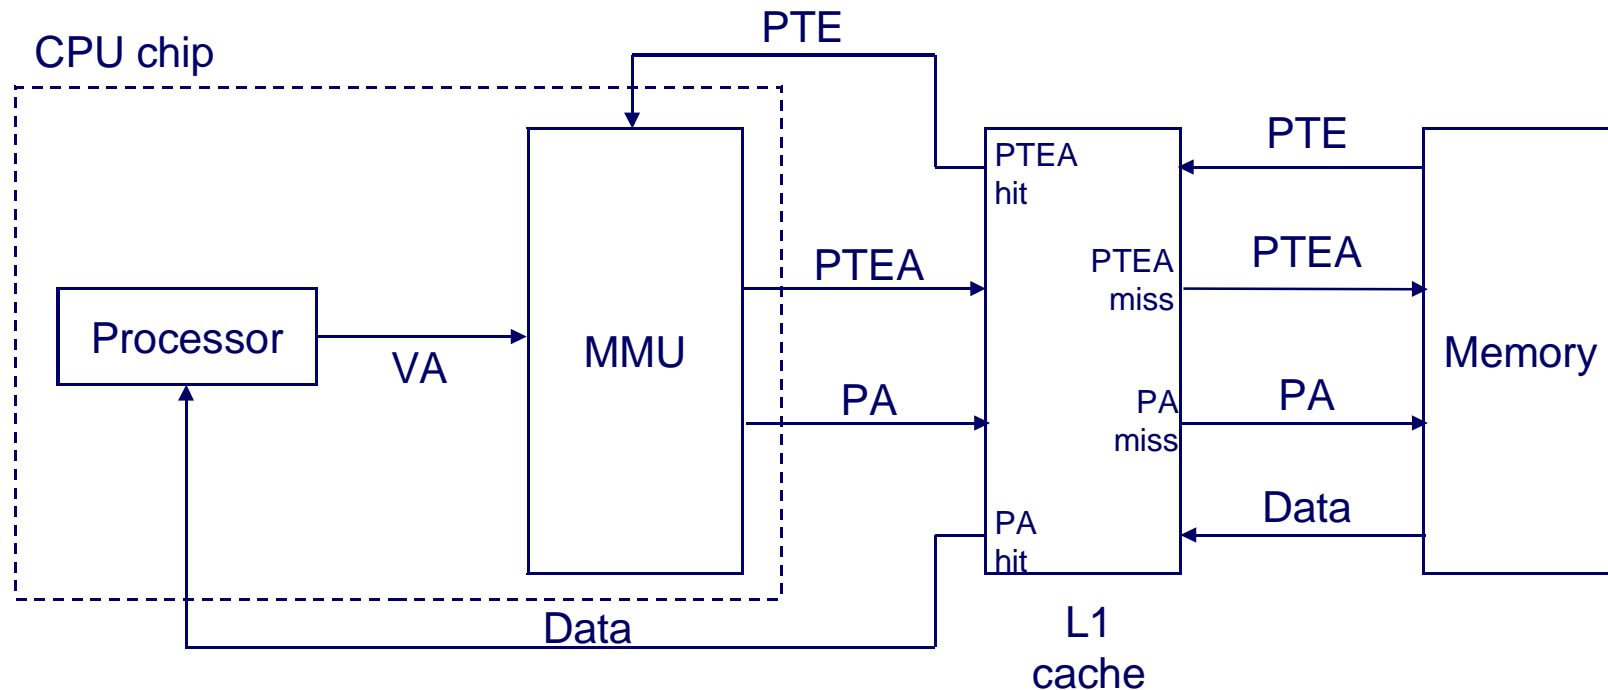 PTE
CPU chip
PTEA
hit
PTE
PTEA
PTEA
miss
PTEA
Processor
VA
MMU
Memory
PA
PA
miss
PA
PA
hit
Data
Data
L1
cache